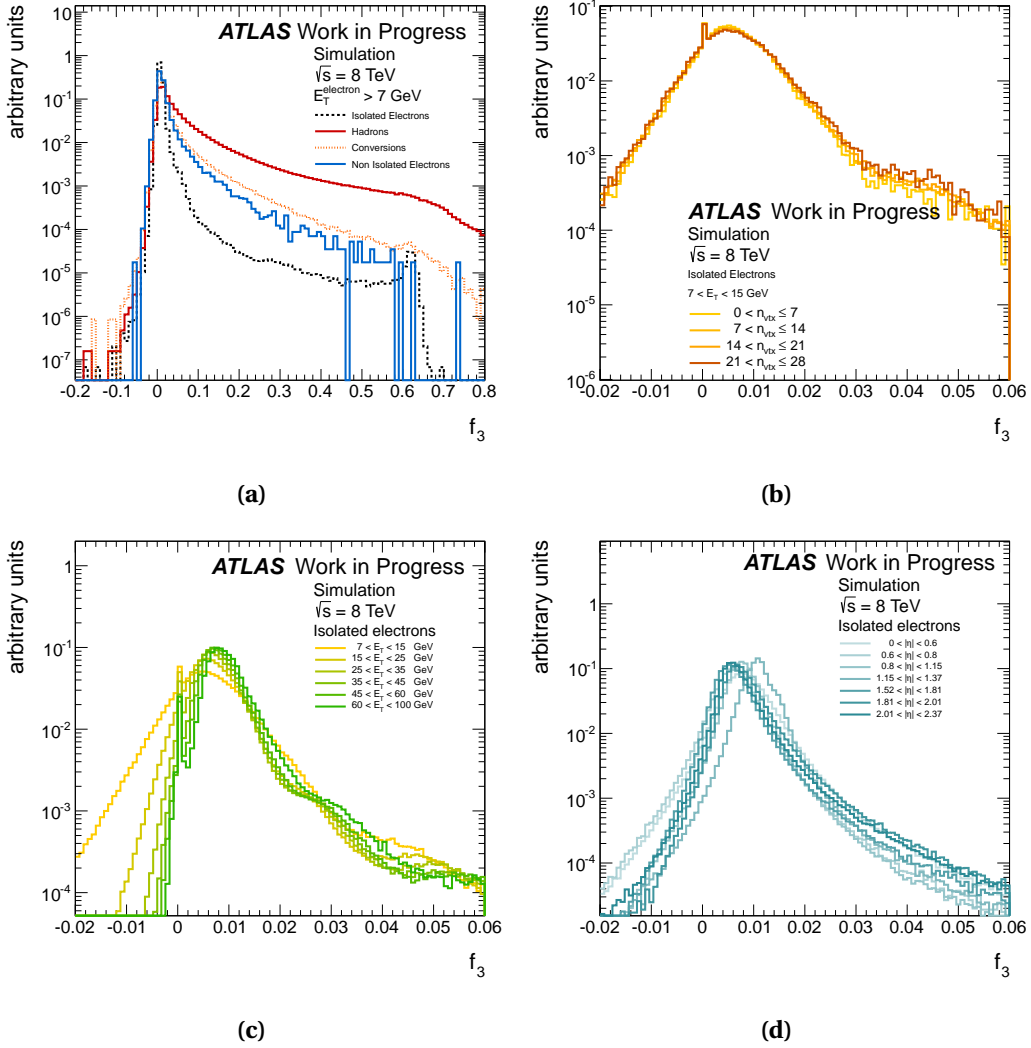 arbitrary units
ATLAS Work in Progress
Simulation
√s = 8 TeV
E_T^electron > 7 GeV
Isolated Electrons
Hadrons
Conversions
Non Isolated Electrons
1
10⁻¹
10⁻²
10⁻³
10⁻⁴
10⁻⁵
10⁻⁶
10⁻⁷
-0.2 -0.1 0 0.1 0.2 0.3 0.4 0.5 0.6 0.7 0.8
f₃
(a)
arbitrary units
10⁻¹
10⁻²
10⁻³
10⁻⁴
10⁻⁵
10⁻⁶
ATLAS Work in Progress
Simulation
√s = 8 TeV
Isolated Electrons
7 < E_T < 15 GeV
0 < n_vtx ≤ 7
7 < n_vtx ≤ 14
14 < n_vtx ≤ 21
21 < n_vtx ≤ 28
-0.02 -0.01 0 0.01 0.02 0.03 0.04 0.05 0.06
f₃
(b)
arbitrary units
ATLAS Work in Progress
Simulation
√s = 8 TeV
Isolated electrons
7 < E_T < 15 GeV
15 < E_T < 25 GeV
25 < E_T < 35 GeV
35 < E_T < 45 GeV
45 < E_T < 60 GeV
60 < E_T < 100 GeV
1
10⁻¹
10⁻²
10⁻³
10⁻⁴
-0.02 -0.01 0 0.01 0.02 0.03 0.04 0.05 0.06
f₃
(c)
arbitrary units
ATLAS Work in Progress
Simulation
√s = 8 TeV
Isolated electrons
0 < |η| < 0.6
0.6 < |η| < 0.8
0.8 < |η| < 1.15
1.15 < |η| < 1.37
1.52 < |η| < 1.81
1.81 < |η| < 2.01
2.01 < |η| < 2.37
1
10⁻¹
10⁻²
10⁻³
10⁻⁴
-0.02 -0.01 0 0.01 0.02 0.03 0.04 0.05 0.06
f₃
(d)